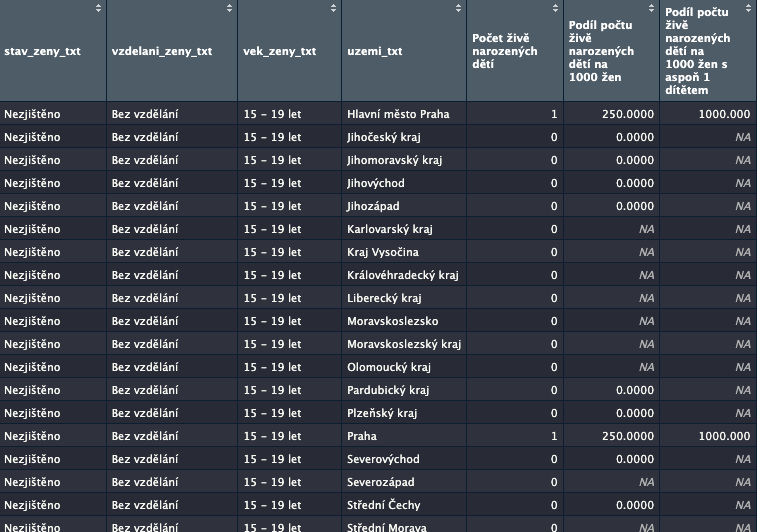 stav_zeny_txt vzdelani_zeny_txt vek_zeny_txt uzemi_txt Počet živě narozených dětí Podíl počtu živě narozených dětí na 1000 žen Podíl počtu živě narozených dětí na 1000 žen s aspoň 1 dítětem
Nezjištěno Bez vzdělání 15 – 19 let Hlavní město Praha 1 250.0000 1000.000
Nezjištěno Bez vzdělání 15 – 19 let Jihočeský kraj 0 0.0000 NA
Nezjištěno Bez vzdělání 15 – 19 let Jihomoravský kraj 0 0.0000 NA
Nezjištěno Bez vzdělání 15 – 19 let Jihovýchod 0 0.0000 NA
Nezjištěno Bez vzdělání 15 – 19 let Jihozápad 0 0.0000 NA
Nezjištěno Bez vzdělání 15 – 19 let Karlovarský kraj 0 NA NA
Nezjištěno Bez vzdělání 15 – 19 let Kraj Vysočina 0 NA NA
Nezjištěno Bez vzdělání 15 – 19 let Královéhradecký kraj 0 NA NA
Nezjištěno Bez vzdělání 15 – 19 let Liberecký kraj 0 NA NA
Nezjištěno Bez vzdělání 15 – 19 let Moravskoslezsko 0 NA NA
Nezjištěno Bez vzdělání 15 – 19 let Moravskoslezský kraj 0 NA NA
Nezjištěno Bez vzdělání 15 – 19 let Olomoucký kraj 0 NA NA
Nezjištěno Bez vzdělání 15 – 19 let Pardubický kraj 0 0.0000 NA
Nezjištěno Bez vzdělání 15 – 19 let Plzeňský kraj 0 0.0000 NA
Nezjištěno Bez vzdělání 15 – 19 let Praha 1 250.0000 1000.000
Nezjištěno Bez vzdělání 15 – 19 let Severovýchod 0 0.0000 NA
Nezjištěno Bez vzdělání 15 – 19 let Severozápad 0 NA NA
Nezjištěno Bez vzdělání 15 – 19 let Střední Čechy 0 0.0000 NA
Nezjištěno Bez vzdělání 15 – 19 let Střední Morava 0 NA NA